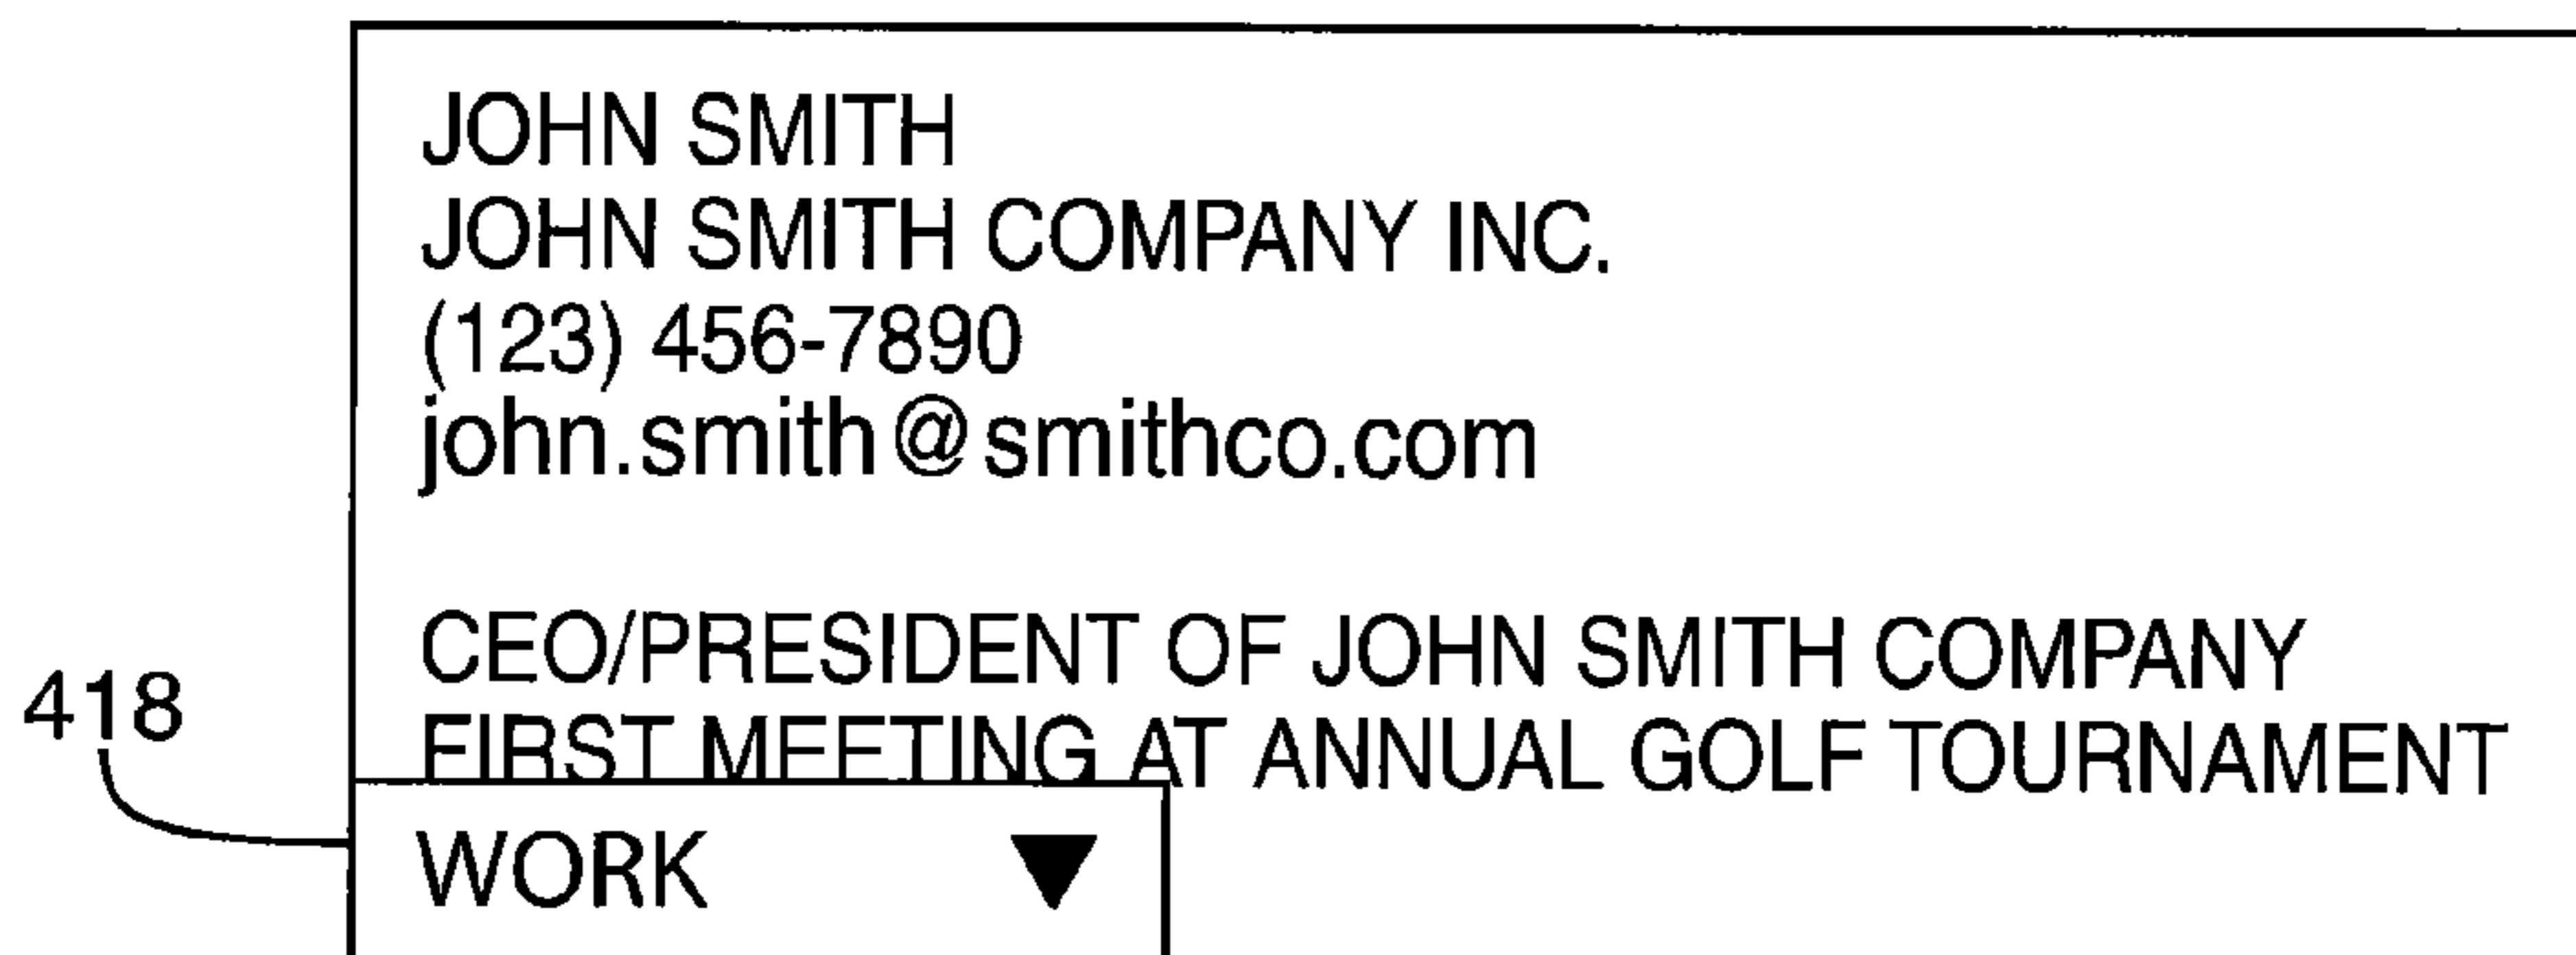 JOHN SMITH
JOHN SMITH COMPANY INC.
(123) 456-7890
john.smith@smithco.com
CEO/PRESIDENT OF JOHN SMITH COMPANY
FIRST MEETING AT ANNUAL GOLF TOURNAMENT
418
WORK